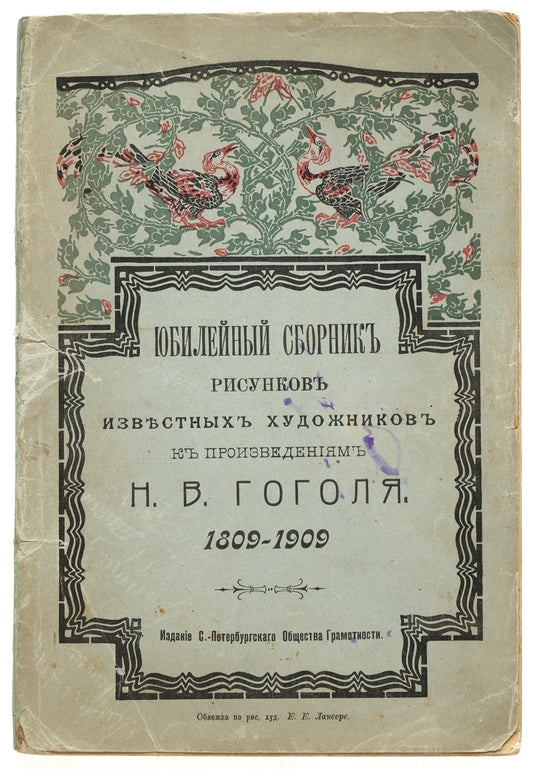 ЮБИЛЕЙНЫЙ СБОРНИКЪ
РИСУНКОВЪ
ИЗВѢСТНЫХЪ ХУДОЖНИКОВЪ
КЪ ПРОИЗВЕДЕНІЯМЪ
Н. В. ГОГОЛЯ.
1809-1909
Изданіе С.-Петербургскаго Общества Грамотности.
Обложка по рис. худ. Е. Е. Лансере.